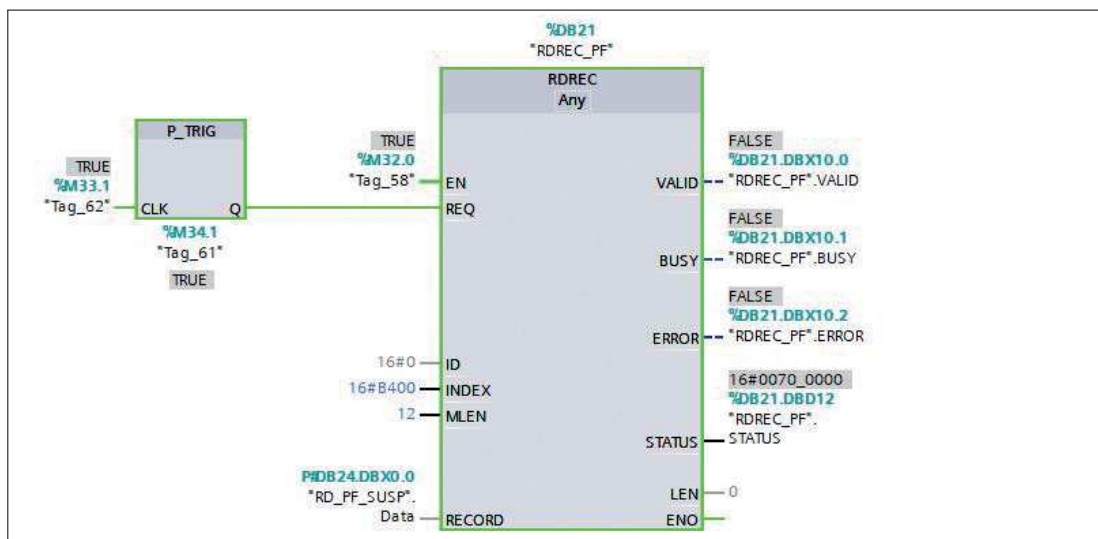 %DB21
"RDREC_PF"
RDREC
Any
P_TRIG
TRUE
%M33.1
"Tag_62"
CLK
Q
%M34.1
"Tag_61"
TRUE
TRUE
%M32.0
"Tag_58"
EN
REQ
16#0
ID
16#B400
INDEX
12
MLEN
P#DB24.DBX0.0
"RD_PF_SUSP".
Data
RECORD
FALSE
%DB21.DBX10.0
VALID
"RDREC_PF".VALID
FALSE
%DB21.DBX10.1
BUSY
"RDREC_PF".BUSY
FALSE
%DB21.DBX10.2
ERROR
"RDREC_PF".ERROR
16#0070_0000
%DB21.DBD12
"RDREC_PF".
STATUS
STATUS
LEN
0
ENO